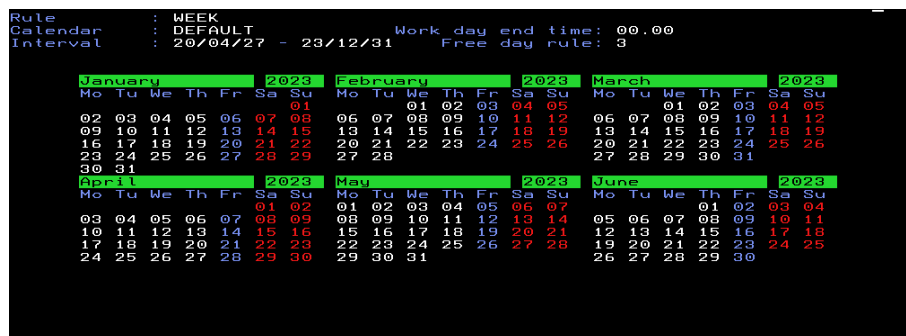 Rule : WEEK
Calendar : DEFAULT Work day end time: 00.00
Interval : 20/04/27 - 23/12/31 Free day rule: 3
January 2023 February 2023 March 2023
Mo Tu We Th Fr Sa Su Mo Tu We Th Fr Sa Su Mo Tu We Th Fr Sa Su
01 01 02 03 04 05 01 02 03 04 05
02 03 04 05 06 07 08 06 07 08 09 10 11 12 06 07 08 09 10 11 12
09 10 11 12 13 14 15 13 14 15 16 17 18 19 13 14 15 16 17 18 19
16 17 18 19 20 21 22 20 21 22 23 24 25 26 20 21 22 23 24 25 26
23 24 25 26 27 28 29 27 28 27 28 29 30 31
30 31
April 2023 May 2023 June 2023
Mo Tu We Th Fr Sa Su Mo Tu We Th Fr Sa Su Mo Tu We Th Fr Sa Su
01 02 01 02 03 04 05 06 07 01 02 03 04
03 04 05 06 07 08 09 08 09 10 11 12 13 14 05 06 07 08 09 10 11
10 11 12 13 14 15 16 15 16 17 18 19 20 21 12 13 14 15 16 17 18
17 18 19 20 21 22 23 22 23 24 25 26 27 28 19 20 21 22 23 24 25
24 25 26 27 28 29 30 29 30 31 26 27 28 29 30